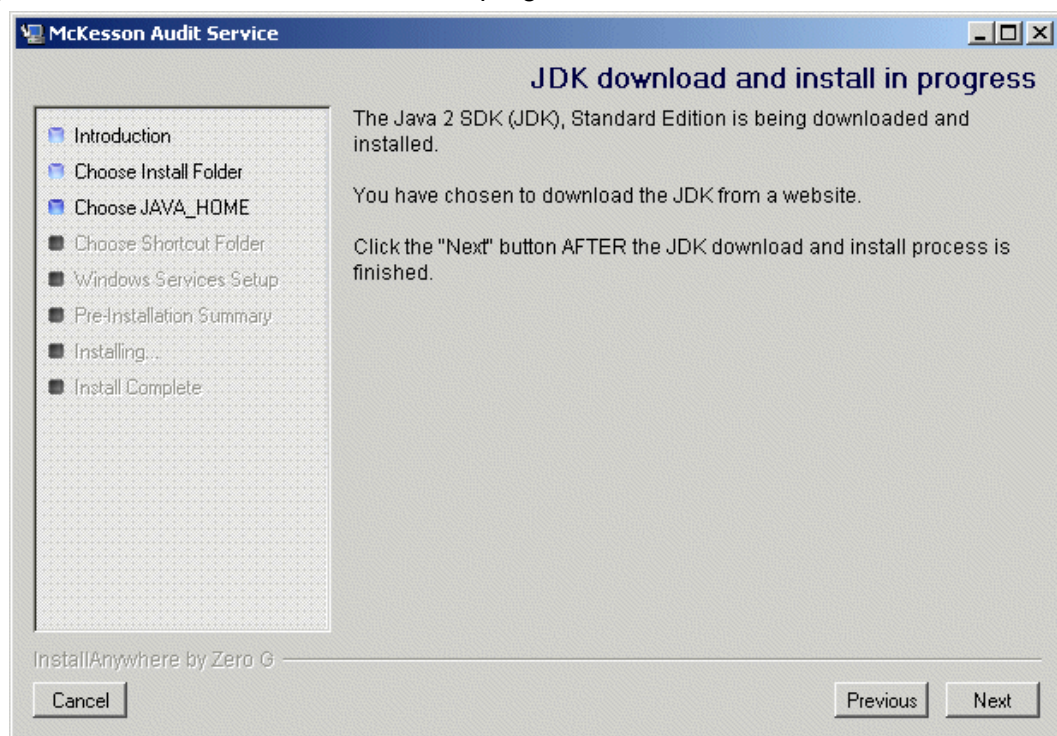 McKesson Audit Service
JDK download and install in progress
Introduction
Choose Install Folder
Choose JAVA_HOME
Choose Shortcut Folder
Windows Services Setup
Pre-Installation Summary
Installing...
Install Complete
The Java 2 SDK (JDK), Standard Edition is being downloaded and
installed.
You have chosen to download the JDK from a website.
Click the "Next" button AFTER the JDK download and install process is
finished.
InstallAnywhere by Zero G
Cancel
Previous
Next